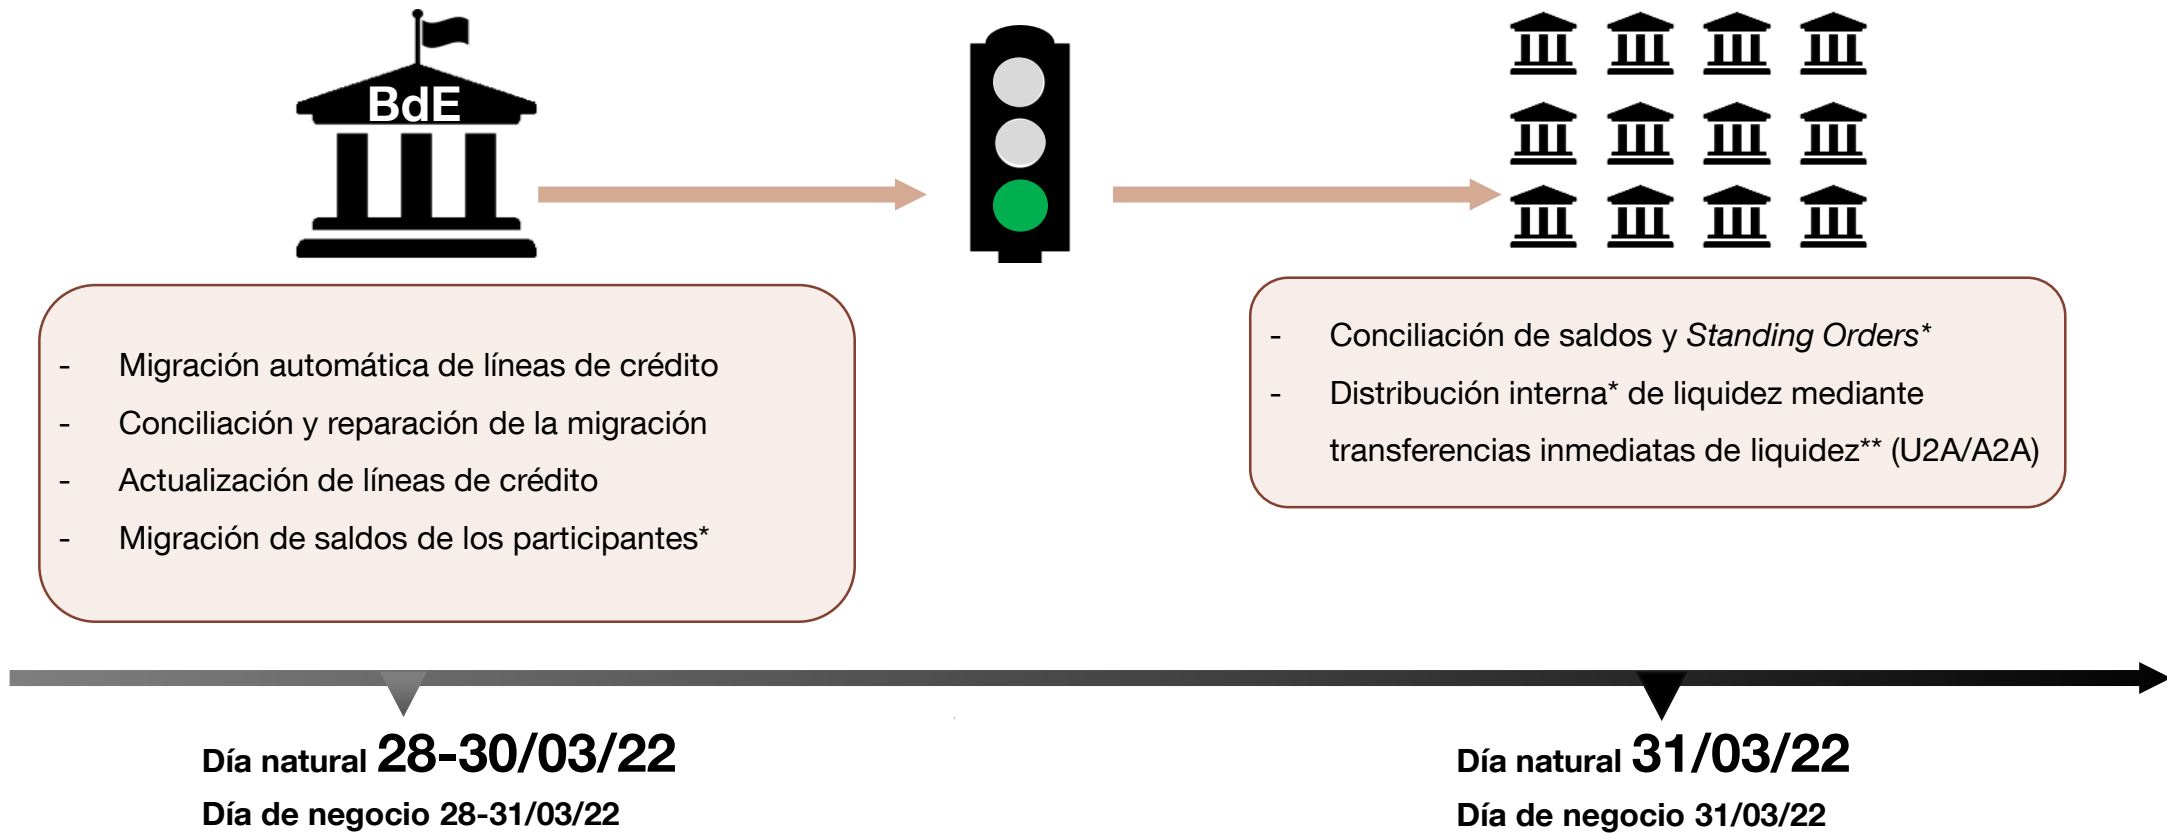 BdE
- Migración automática de líneas de crédito
- Conciliación y reparación de la migración
- Actualización de líneas de crédito
- Migración de saldos de los participantes*
- Conciliación de saldos y Standing Orders*
- Distribución interna* de liquidez mediante
transferencias inmediatas de liquidez** (U2A/A2A)
Día natural 28-30/03/22
Día de negocio 28-31/03/22
Día natural 31/03/22
Día de negocio 31/03/22